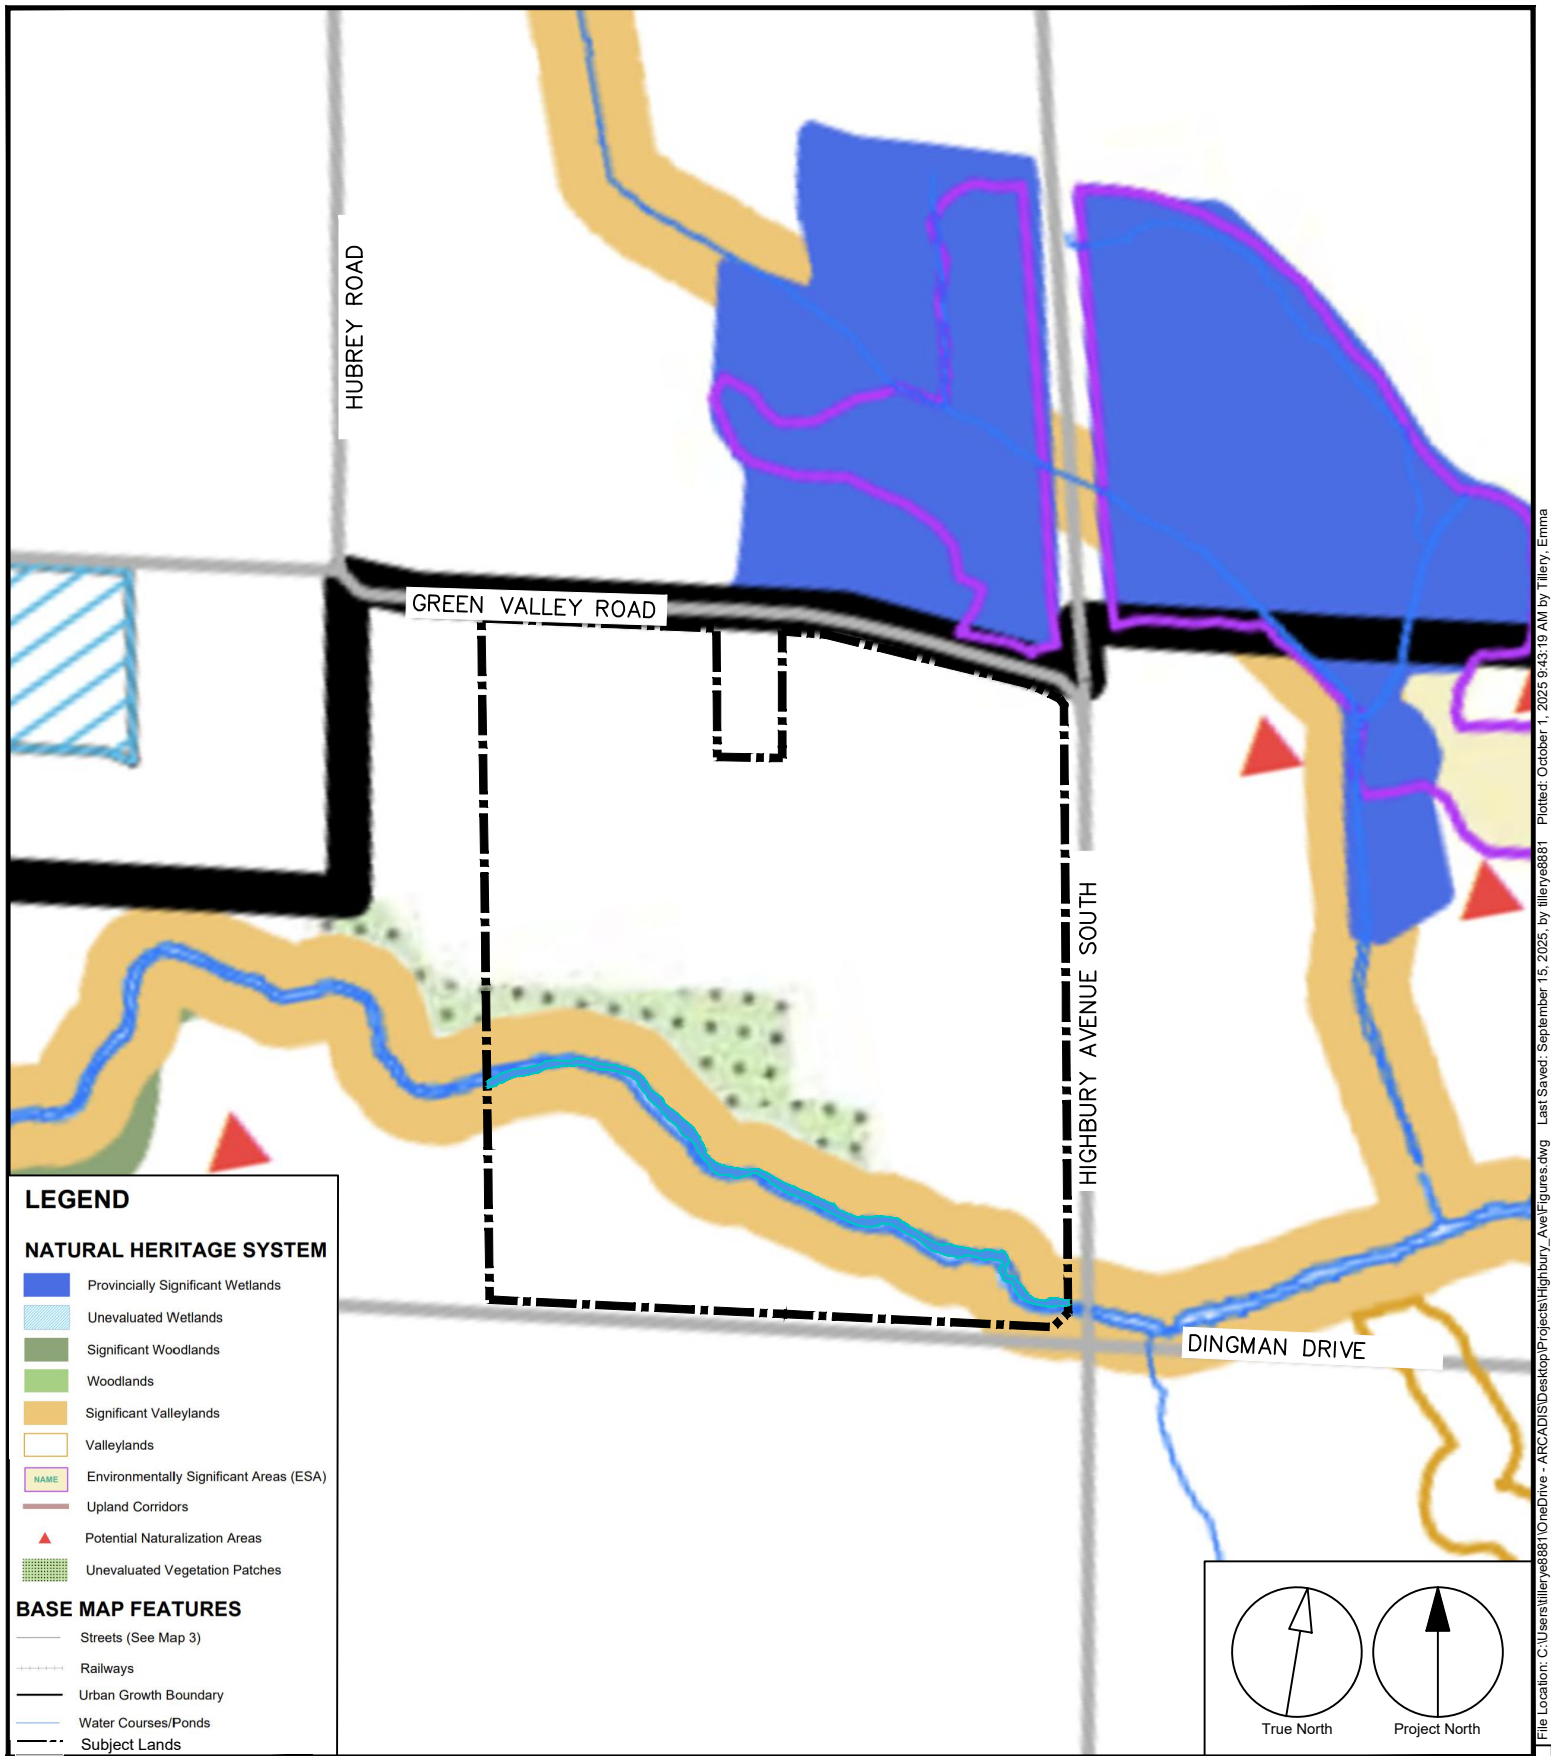 HUBREY ROAD
GREEN VALLEY ROAD
HIGHBURY AVENUE SOUTH
DINGMAN DRIVE
LEGEND
NATURAL HERITAGE SYSTEM
Provincially Significant Wetlands
Unevaluated Wetlands
Significant Woodlands
Woodlands
Significant Valleylands
Valleylands
NAME Environmentally Significant Areas (ESA)
Upland Corridors
Potential Naturalization Areas
Unevaluated Vegetation Patches
BASE MAP FEATURES
Streets (See Map 3)
Railways
Urban Growth Boundary
Water Courses/Ponds
Subject Lands
True North
Project North
File Location: C:\Users\tillerye8881\OneDrive - ARCADIS\Desktop\Projects\Highbury_Ave\Figures.dwg Last Saved: September 15, 2025, by tillerye8881 Plotted: October 1, 2025 9:43:19 AM by Tillery, Emma